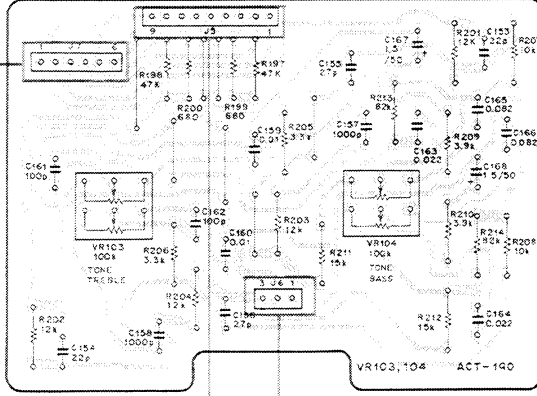 9 J5 1
1 J7 6
R198
47K
R197
47K
R200
680
R199
680
C155
27p
C167
1.5
/50
R201
12K
C153
22p
R207
10k
R213
82k
C165
0.082
C159
0.01
R205
3.3k
C157
1000p
C163
0.022
R209
3.9k
C166
0.082
C161
100p
C168
1.5/50
C162
100p
R203
12k
VR103
100k
TONE
TREBLE
R206
3.3k
C160
0.01
R211
15k
VR104
100k
TONE
BASS
R210
3.9k
R214
82k
R208
10k
R204
12k
3 J6 1
R202
12k
C154
22p
C158
1000p
C156
27p
R212
15k
C164
0.022
VR103,104 ACT-190